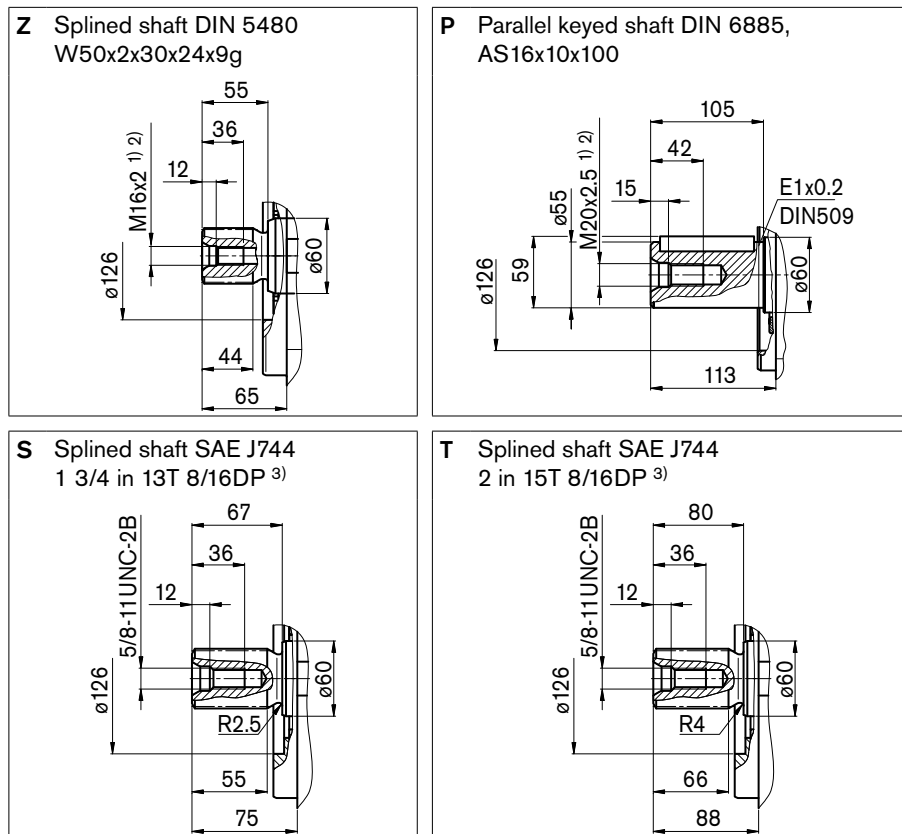 Z Splined shaft DIN 5480
W50x2x30x24x9g
55
36
12
M16x2 1) 2)
ø126
ø60
44
65
P Parallel keyed shaft DIN 6885,
AS16x10x100
105
42
15
M20x2.5 1) 2)
ø55
E1x0.2
DIN509
59
ø126
ø60
113
S Splined shaft SAE J744
1 3/4 in 13T 8/16DP 3)
67
36
12
5/8-11UNC-2B
ø126
ø60
R2.5
55
75
T Splined shaft SAE J744
2 in 15T 8/16DP 3)
80
36
12
5/8-11UNC-2B
ø126
ø60
R4
66
88